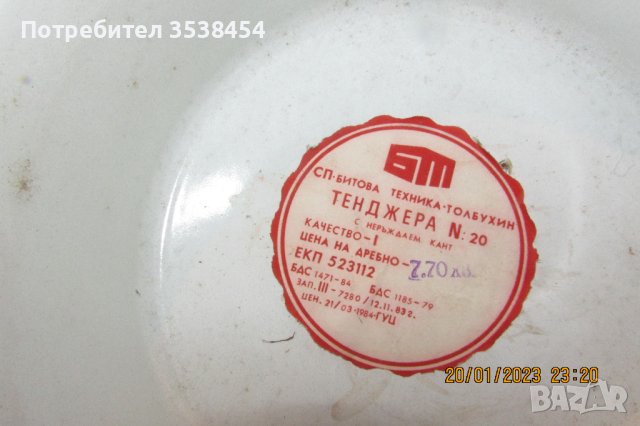 Потребител 3538454
БТ
СП·БИТОВА ТЕХНИКА·ТОЛБУХИН
ТЕНДЖЕРА N: 20
С НЕРЪЖДАЕМ КАНТ
КАЧЕСТВО-I
ЦЕНА НА ДРЕБНО-7.70 лв.
ЕКП 523112
БДС 1471-84 БДС 1185-79
ЗАП. III-7280/12.11.83г.
ЦЕН. 21/03·1984·ГУЦ
20/01/2023 23:20
BAZAR